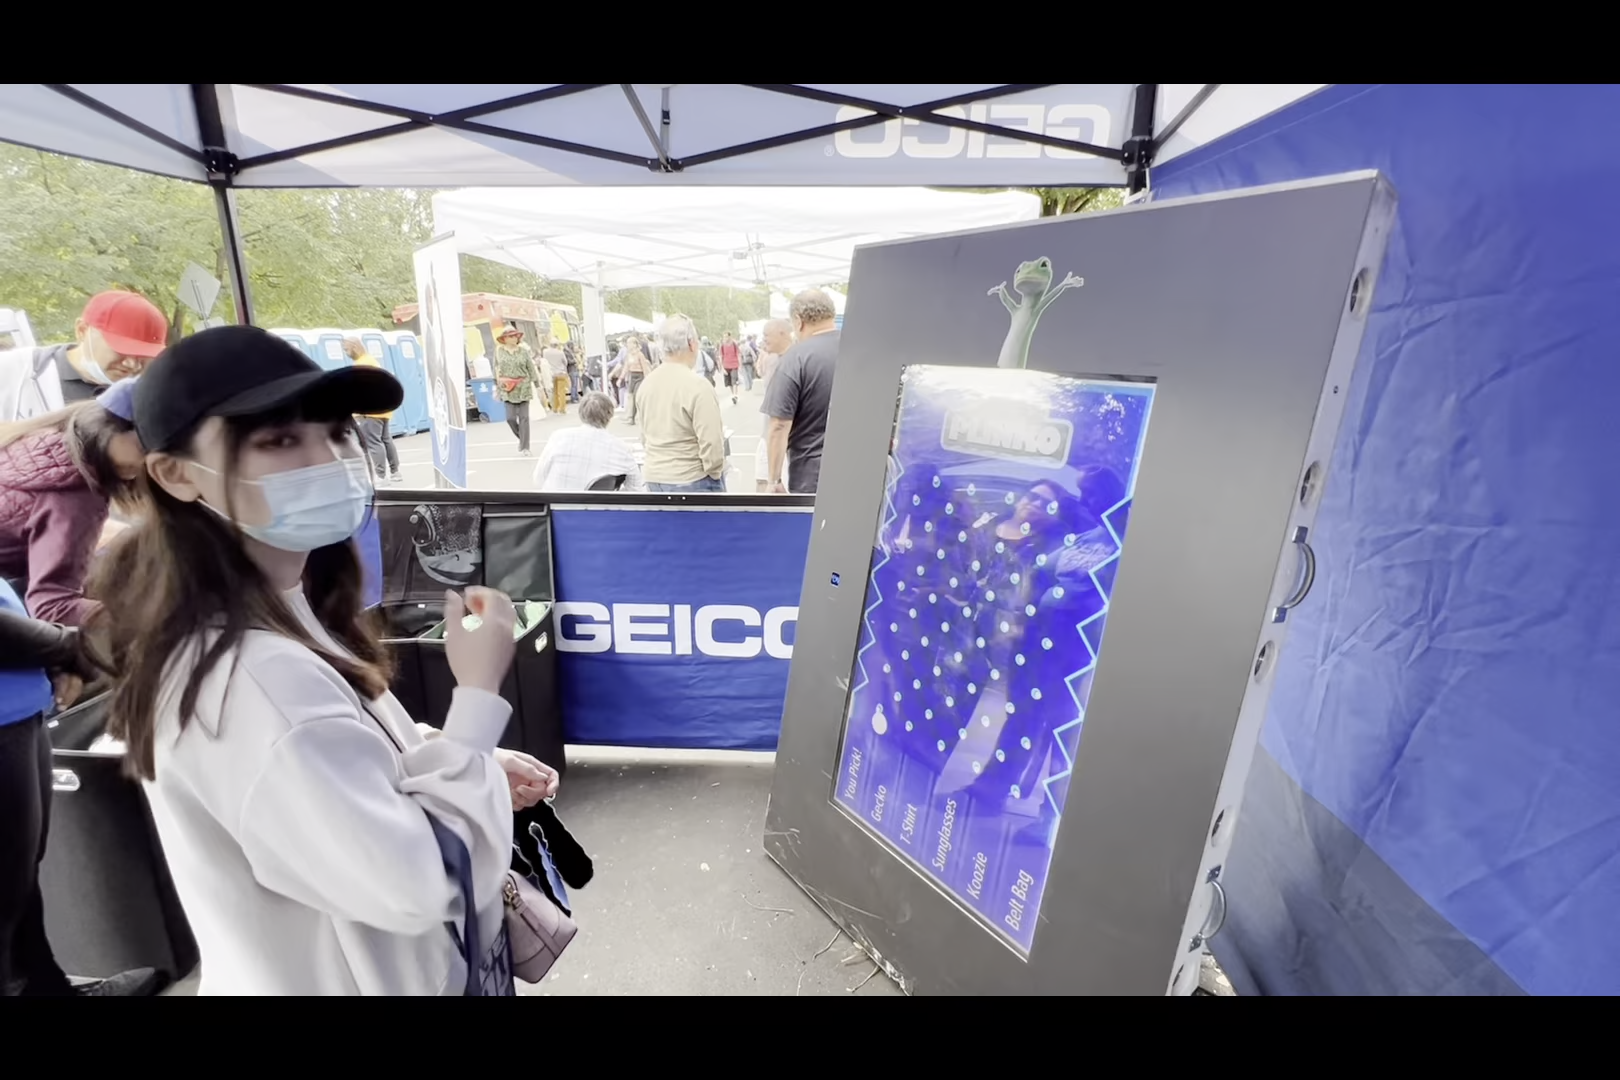 GEICO
PLINKO
GEICO
You Pick!
Gecko
T-Shirt
Sunglasses
Koozie
Belt Bag